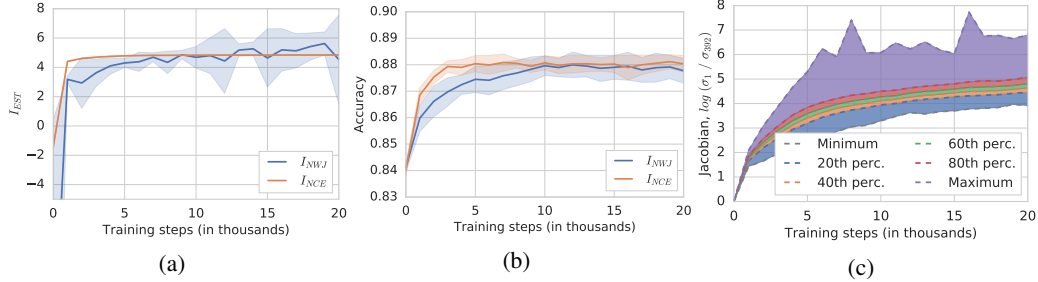 8
6
4
2
0
−2
−4
I_EST
0 5 10 15 20
Training steps (in thousands)
I_NWJ
I_NCE
(a)
0.90
0.89
0.88
0.87
0.86
0.85
0.84
0.83
Accuracy
0 5 10 15 20
Training steps (in thousands)
I_NWJ
I_NCE
(b)
8
7
6
5
4
3
2
1
0
Jacobian, log (σ1 / σ392)
0 5 10 15 20
Training steps (in thousands)
Minimum
20th perc.
40th perc.
60th perc.
80th perc.
Maximum
(c)